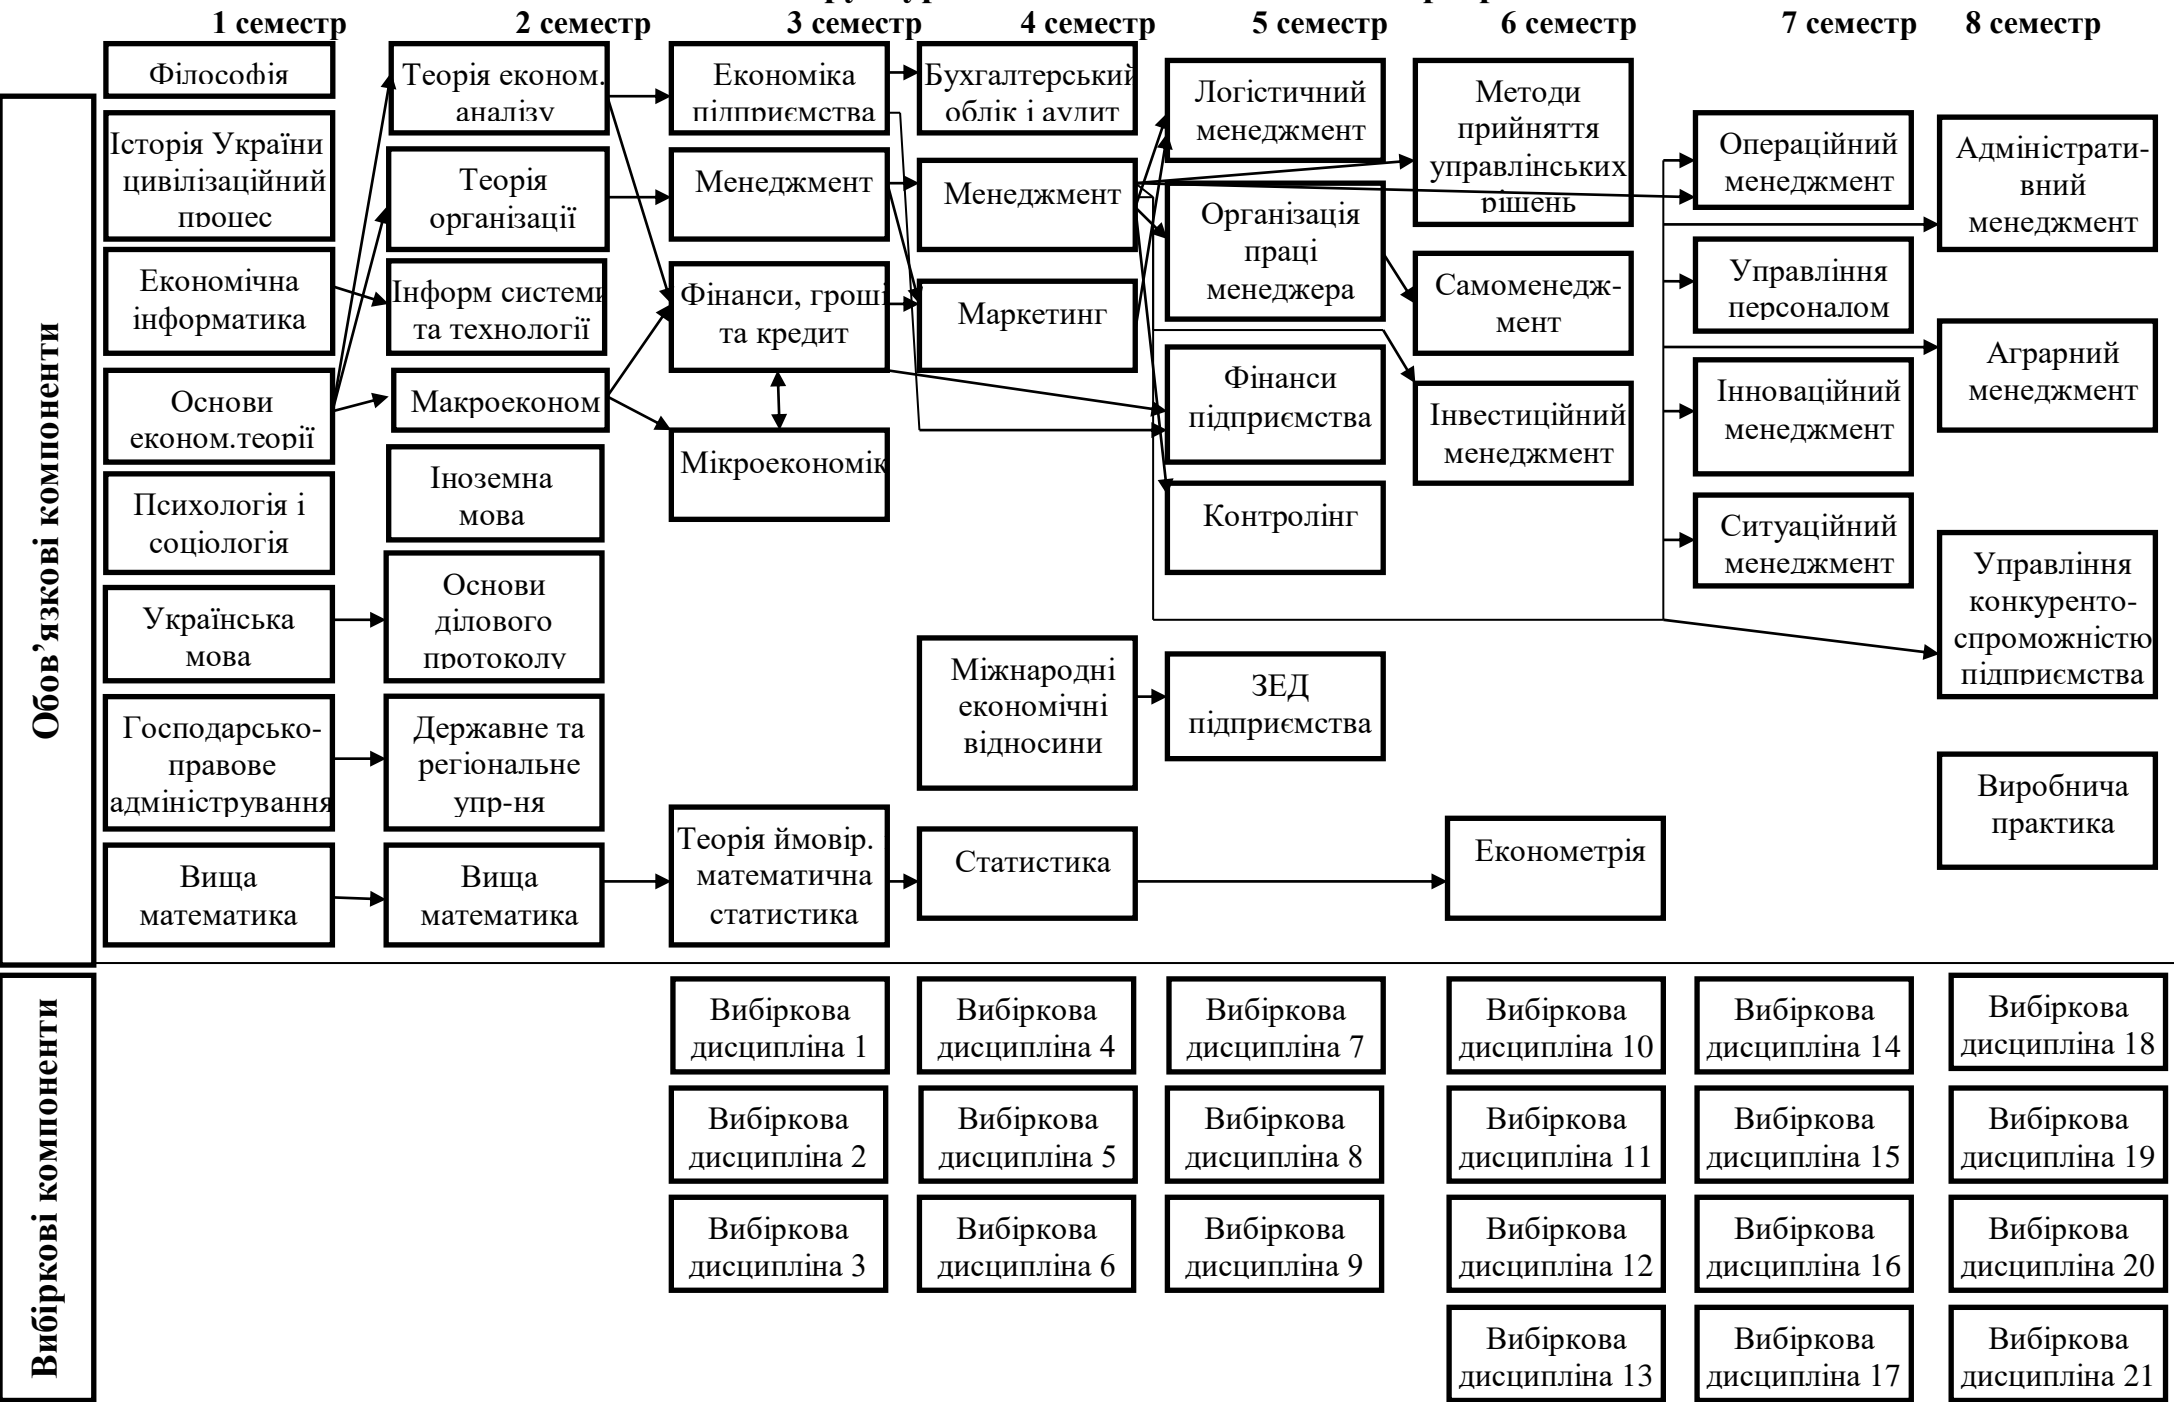 1 семестр
2 семестр
3 семестр
4 семестр
5 семестр
6 семестр
7 семестр
8 семестр
Обов’язкові компоненти
Філософія
Історія України
цивілізаційний
процес
Економічна
інформатика
Основи
економ.теорії
Психологія і
соціологія
Українська
мова
Господарсько-
правове
адміністрування
Вища
математика
Теорія економ.
аналізу
Теорія
організації
Інформ системи
та технології
Макроеконом
Іноземна
мова
Основи
ділового
протоколу
Державне та
регіональне
упр-ня
Вища
математика
Економіка
підприємства
Менеджмент
Фінанси, гроші
та кредит
Мікроекономік
Теорія ймовір.
математична
статистика
Бухгалтерський
облік і аудит
Менеджмент
Маркетинг
Міжнародні
економічні
відносини
Статистика
Логістичний
менеджмент
Організація
праці
менеджера
Фінанси
підприємства
Контролінг
ЗЕД
підприємства
Методи
прийняття
управлінських
рішень
Самоменедж-
мент
Інвестиційний
менеджмент
Економетрія
Операційний
менеджмент
Управління
персоналом
Інноваційний
менеджмент
Ситуаційний
менеджмент
Адміністрати-
вний
менеджмент
Аграрний
менеджмент
Управління
конкуренто-
спроможністю
підприємства
Виробнича
практика
Вибіркові компоненти
Вибіркова
дисципліна 1
Вибіркова
дисципліна 2
Вибіркова
дисципліна 3
Вибіркова
дисципліна 4
Вибіркова
дисципліна 5
Вибіркова
дисципліна 6
Вибіркова
дисципліна 7
Вибіркова
дисципліна 8
Вибіркова
дисципліна 9
Вибіркова
дисципліна 10
Вибіркова
дисципліна 11
Вибіркова
дисципліна 12
Вибіркова
дисципліна 13
Вибіркова
дисципліна 14
Вибіркова
дисципліна 15
Вибіркова
дисципліна 16
Вибіркова
дисципліна 17
Вибіркова
дисципліна 18
Вибіркова
дисципліна 19
Вибіркова
дисципліна 20
Вибіркова
дисципліна 21